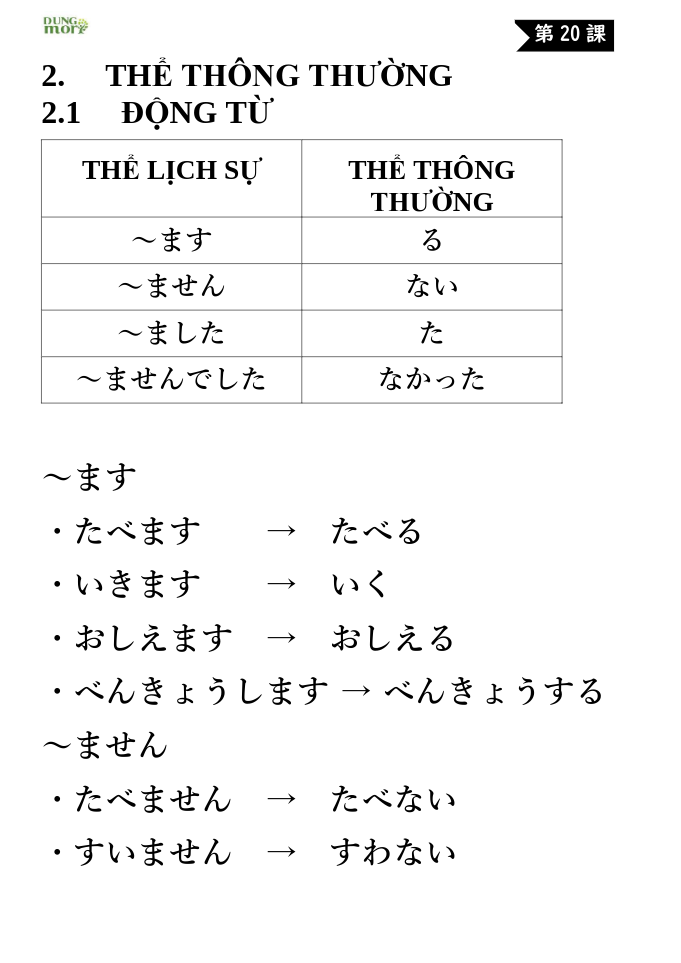 DUNG
mori
第 20 課
2. THỂ THÔNG THƯỜNG
2.1 ĐỘNG TỪ
THỂ LỊCH SỰ
THỂ THÔNG
THƯỜNG
～ます
る
～ません
ない
～ました
た
～ませんでした
なかった
～ます
・たべます → たべる
・いきます → いく
・おしえます → おしえる
・べんきょうします → べんきょうする
～ません
・たべません → たべない
・すいません → すわない